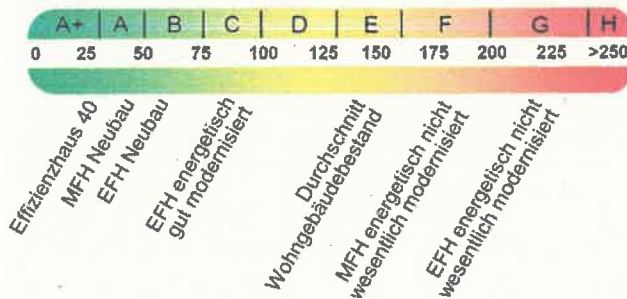 A+ A B C D E F G H
0 25 50 75 100 125 150 175 200 225 >250
Effizienzhaus 40
MFH Neubau
EFH Neubau
EFH energetisch
gut modernisiert
Durchschnitt
Wohngebäudebestand
MFH energetisch nicht
wesentlich modernisiert
EFH energetisch nicht
wesentlich modernisiert